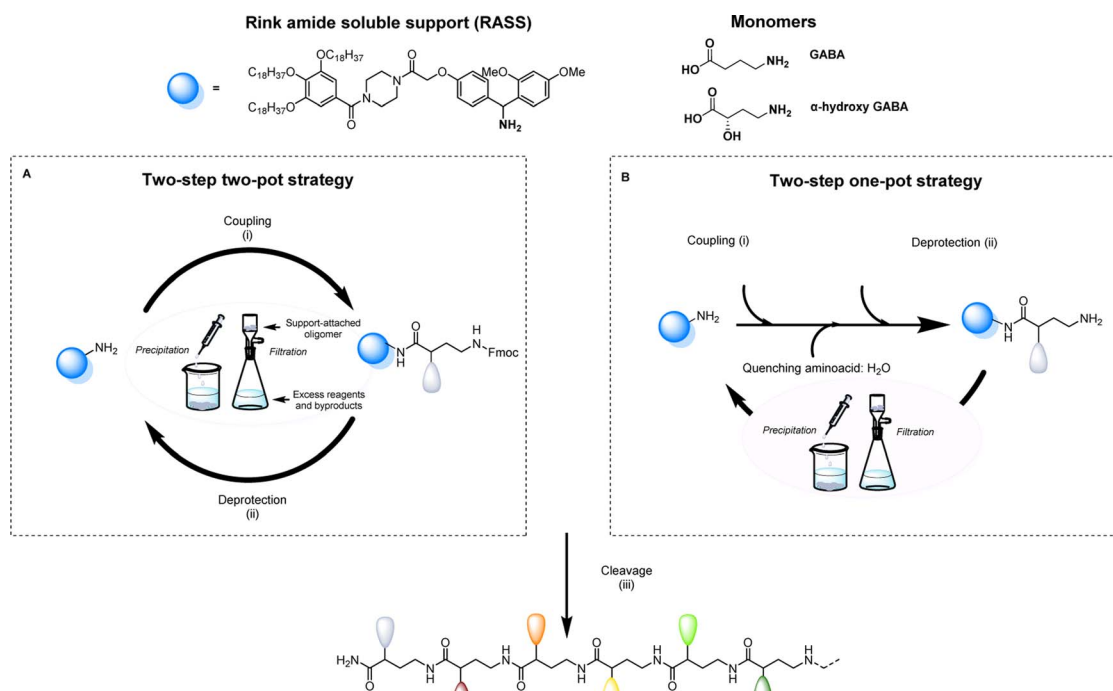 Rink amide soluble support (RASS)
Monomers
=
OC₁₈H₃₇
C₁₈H₃₇O
C₁₈H₃₇O
O
N
N
O
O
MeO
OMe
NH₂
O
HO
NH₂
GABA
O
HO
OH
NH₂
α-hydroxy GABA
A
Two-step two-pot strategy
Coupling
(i)
NH₂
Precipitation
Filtration
Support-attached
oligomer
Excess reagents
and byproducts
O
N
H
H
N
Fmoc
Deprotection
(ii)
B
Two-step one-pot strategy
Coupling (i)
Deprotection (ii)
NH₂
O
N
H
NH₂
Quenching aminoacid: H₂O
Precipitation
Filtration
Cleavage
(iii)
H₂N
O
O
N
H
H
N
O
O
N
H
H
N
O
O
N
H
H
N